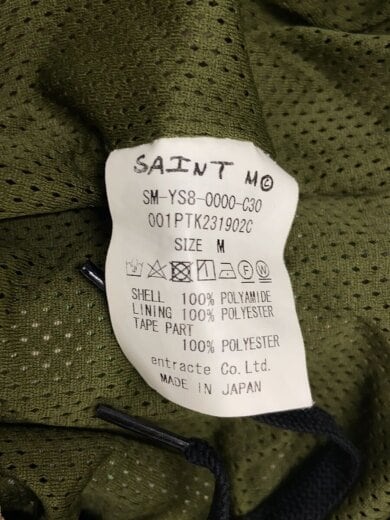 SAINT M©
SM-YS8-0000-C30
001PTK231902C
SIZE M
SHELL 100% POLYAMIDE
LINING 100% POLYESTER
TAPE PART
100% POLYESTER
entracte Co. Ltd.
MADE IN JAPAN